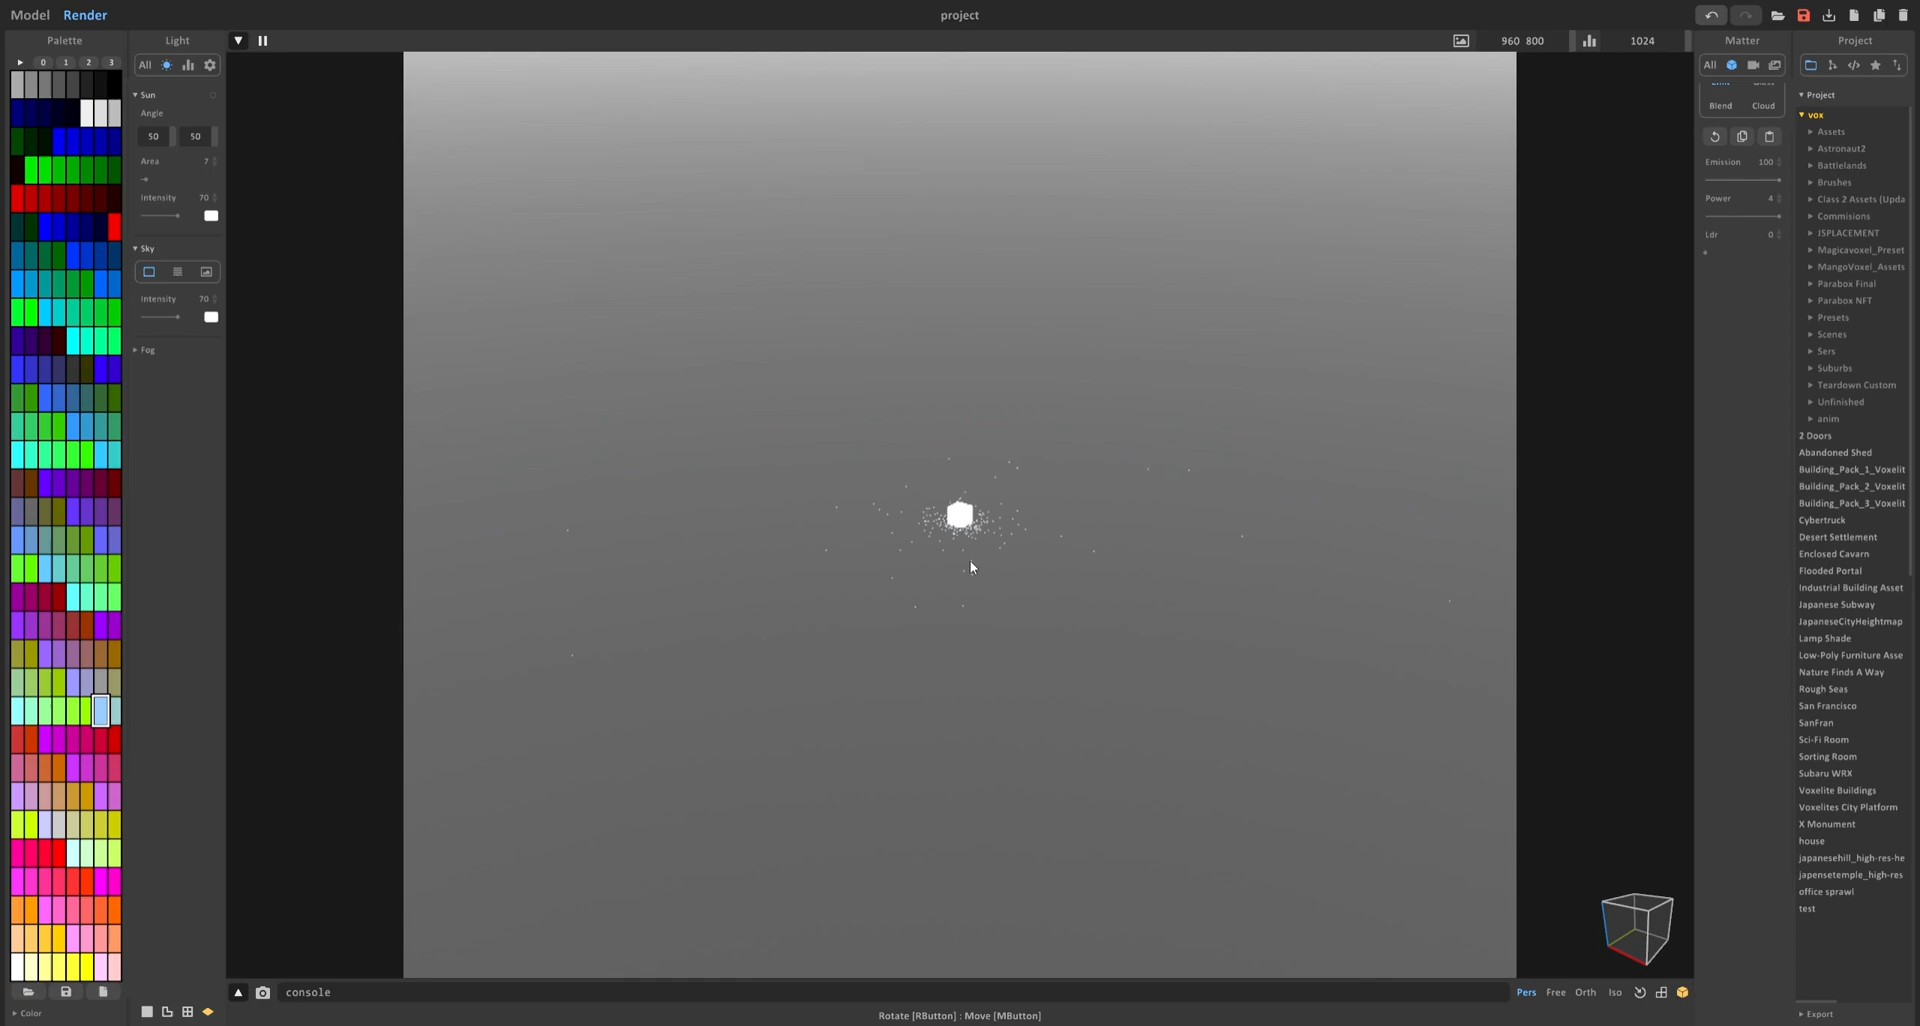 Model Render
project
Palette
Light
960 800
1024
Matter
Project
0 1 2 3
All
Sun
Angle
50 50
Area 7
Intensity 70
Sky
Intensity 70
Fog
All
Blend Cloud
Emission 100
Power 4
Ldr 0
Project
vox
Assets
Astronaut2
Battlelands
Brushes
Class 2 Assets (Upda
Commisions
JSPLACEMENT
Magicavoxel_Preset
MangoVoxel_Assets
Parabox Final
Parabox NFT
Presets
Scenes
Sers
Suburbs
Teardown Custom
Unfinished
anim
2 Doors
Abandoned Shed
Building_Pack_1_Voxelit
Building_Pack_2_Voxelit
Building_Pack_3_Voxelit
Cybertruck
Desert Settlement
Enclosed Cavarn
Flooded Portal
Industrial Building Asset
Japanese Subway
JapaneseCityHeightmap
Lamp Shade
Low-Poly Furniture Asse
Nature Finds A Way
Rough Seas
San Francisco
SanFran
Sci-Fi Room
Sorting Room
Subaru WRX
Voxelite Buildings
Voxelites City Platform
X Monument
house
japanesehill_high-res-he
japensetemple_high-res
office sprawl
test
console
Pers Free Orth Iso
Color
Rotate [RButton] : Move [MButton]
Export